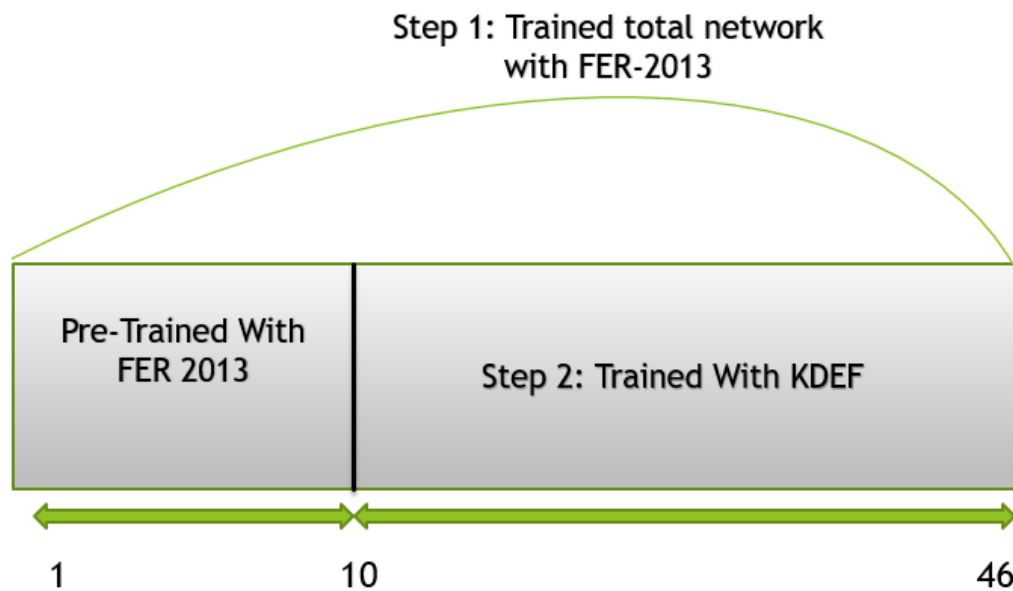 Step 1: Trained total network
with FER-2013
Pre-Trained With
FER 2013
Step 2: Trained With KDEF
1
10
46